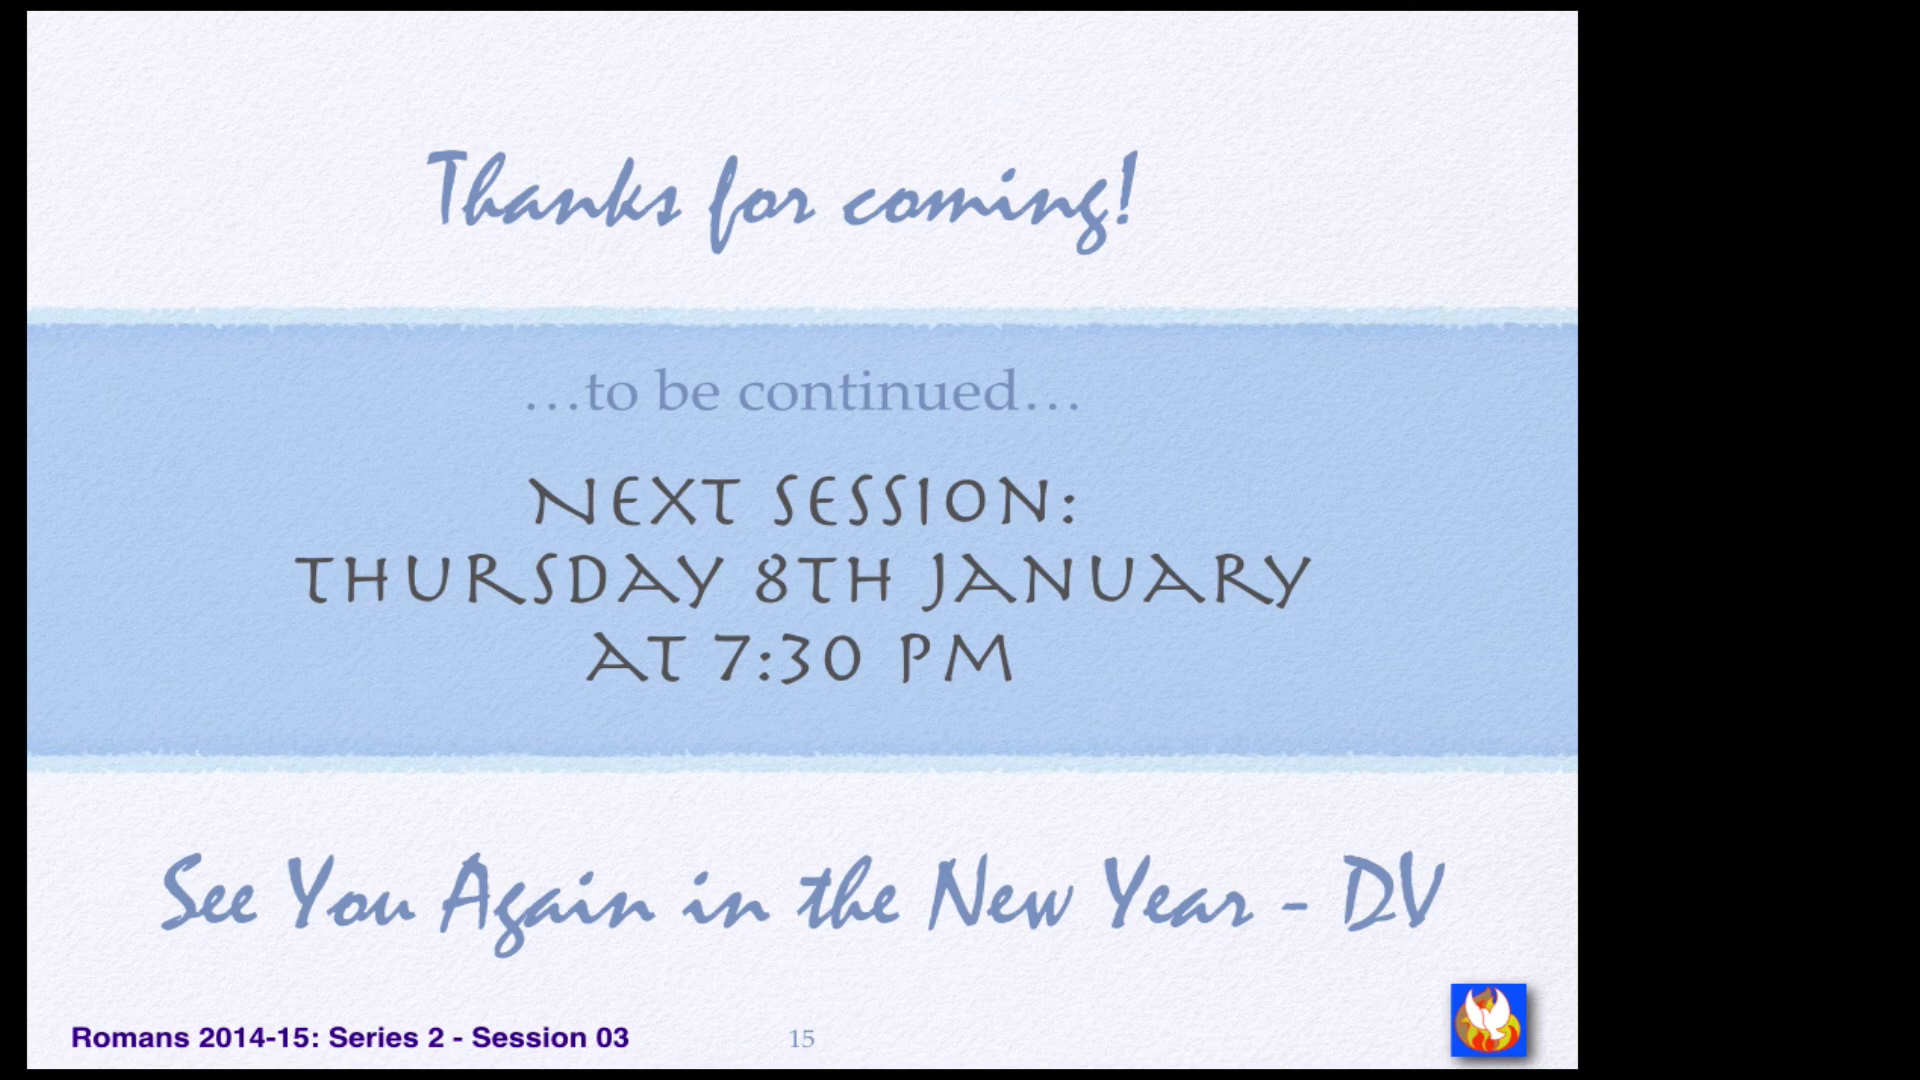 Thanks for coming!
…to be continued…
NEXT SESSION:
THURSDAY 8TH JANUARY
AT 7:30 PM
See You Again in the New Year - DV
Romans 2014-15: Series 2 - Session 03
15